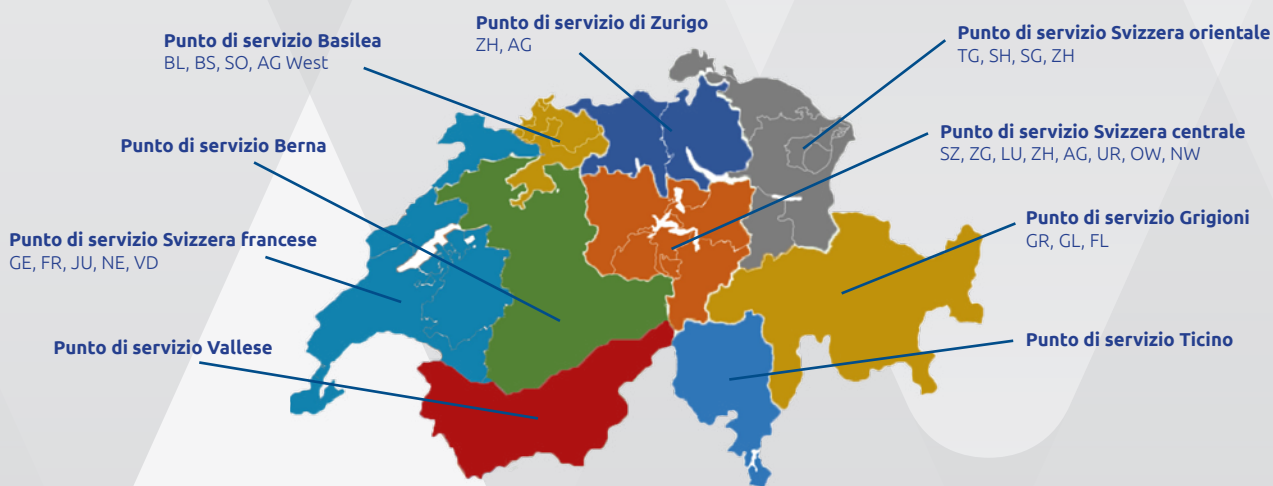 Punto di servizio di Zurigo
ZH, AG
Punto di servizio Svizzera orientale
TG, SH, SG, ZH
Punto di servizio Basilea
BL, BS, SO, AG West
Punto di servizio Svizzera centrale
SZ, ZG, LU, ZH, AG, UR, OW, NW
Punto di servizio Berna
Punto di servizio Grigioni
GR, GL, FL
Punto di servizio Svizzera francese
GE, FR, JU, NE, VD
Punto di servizio Ticino
Punto di servizio Vallese